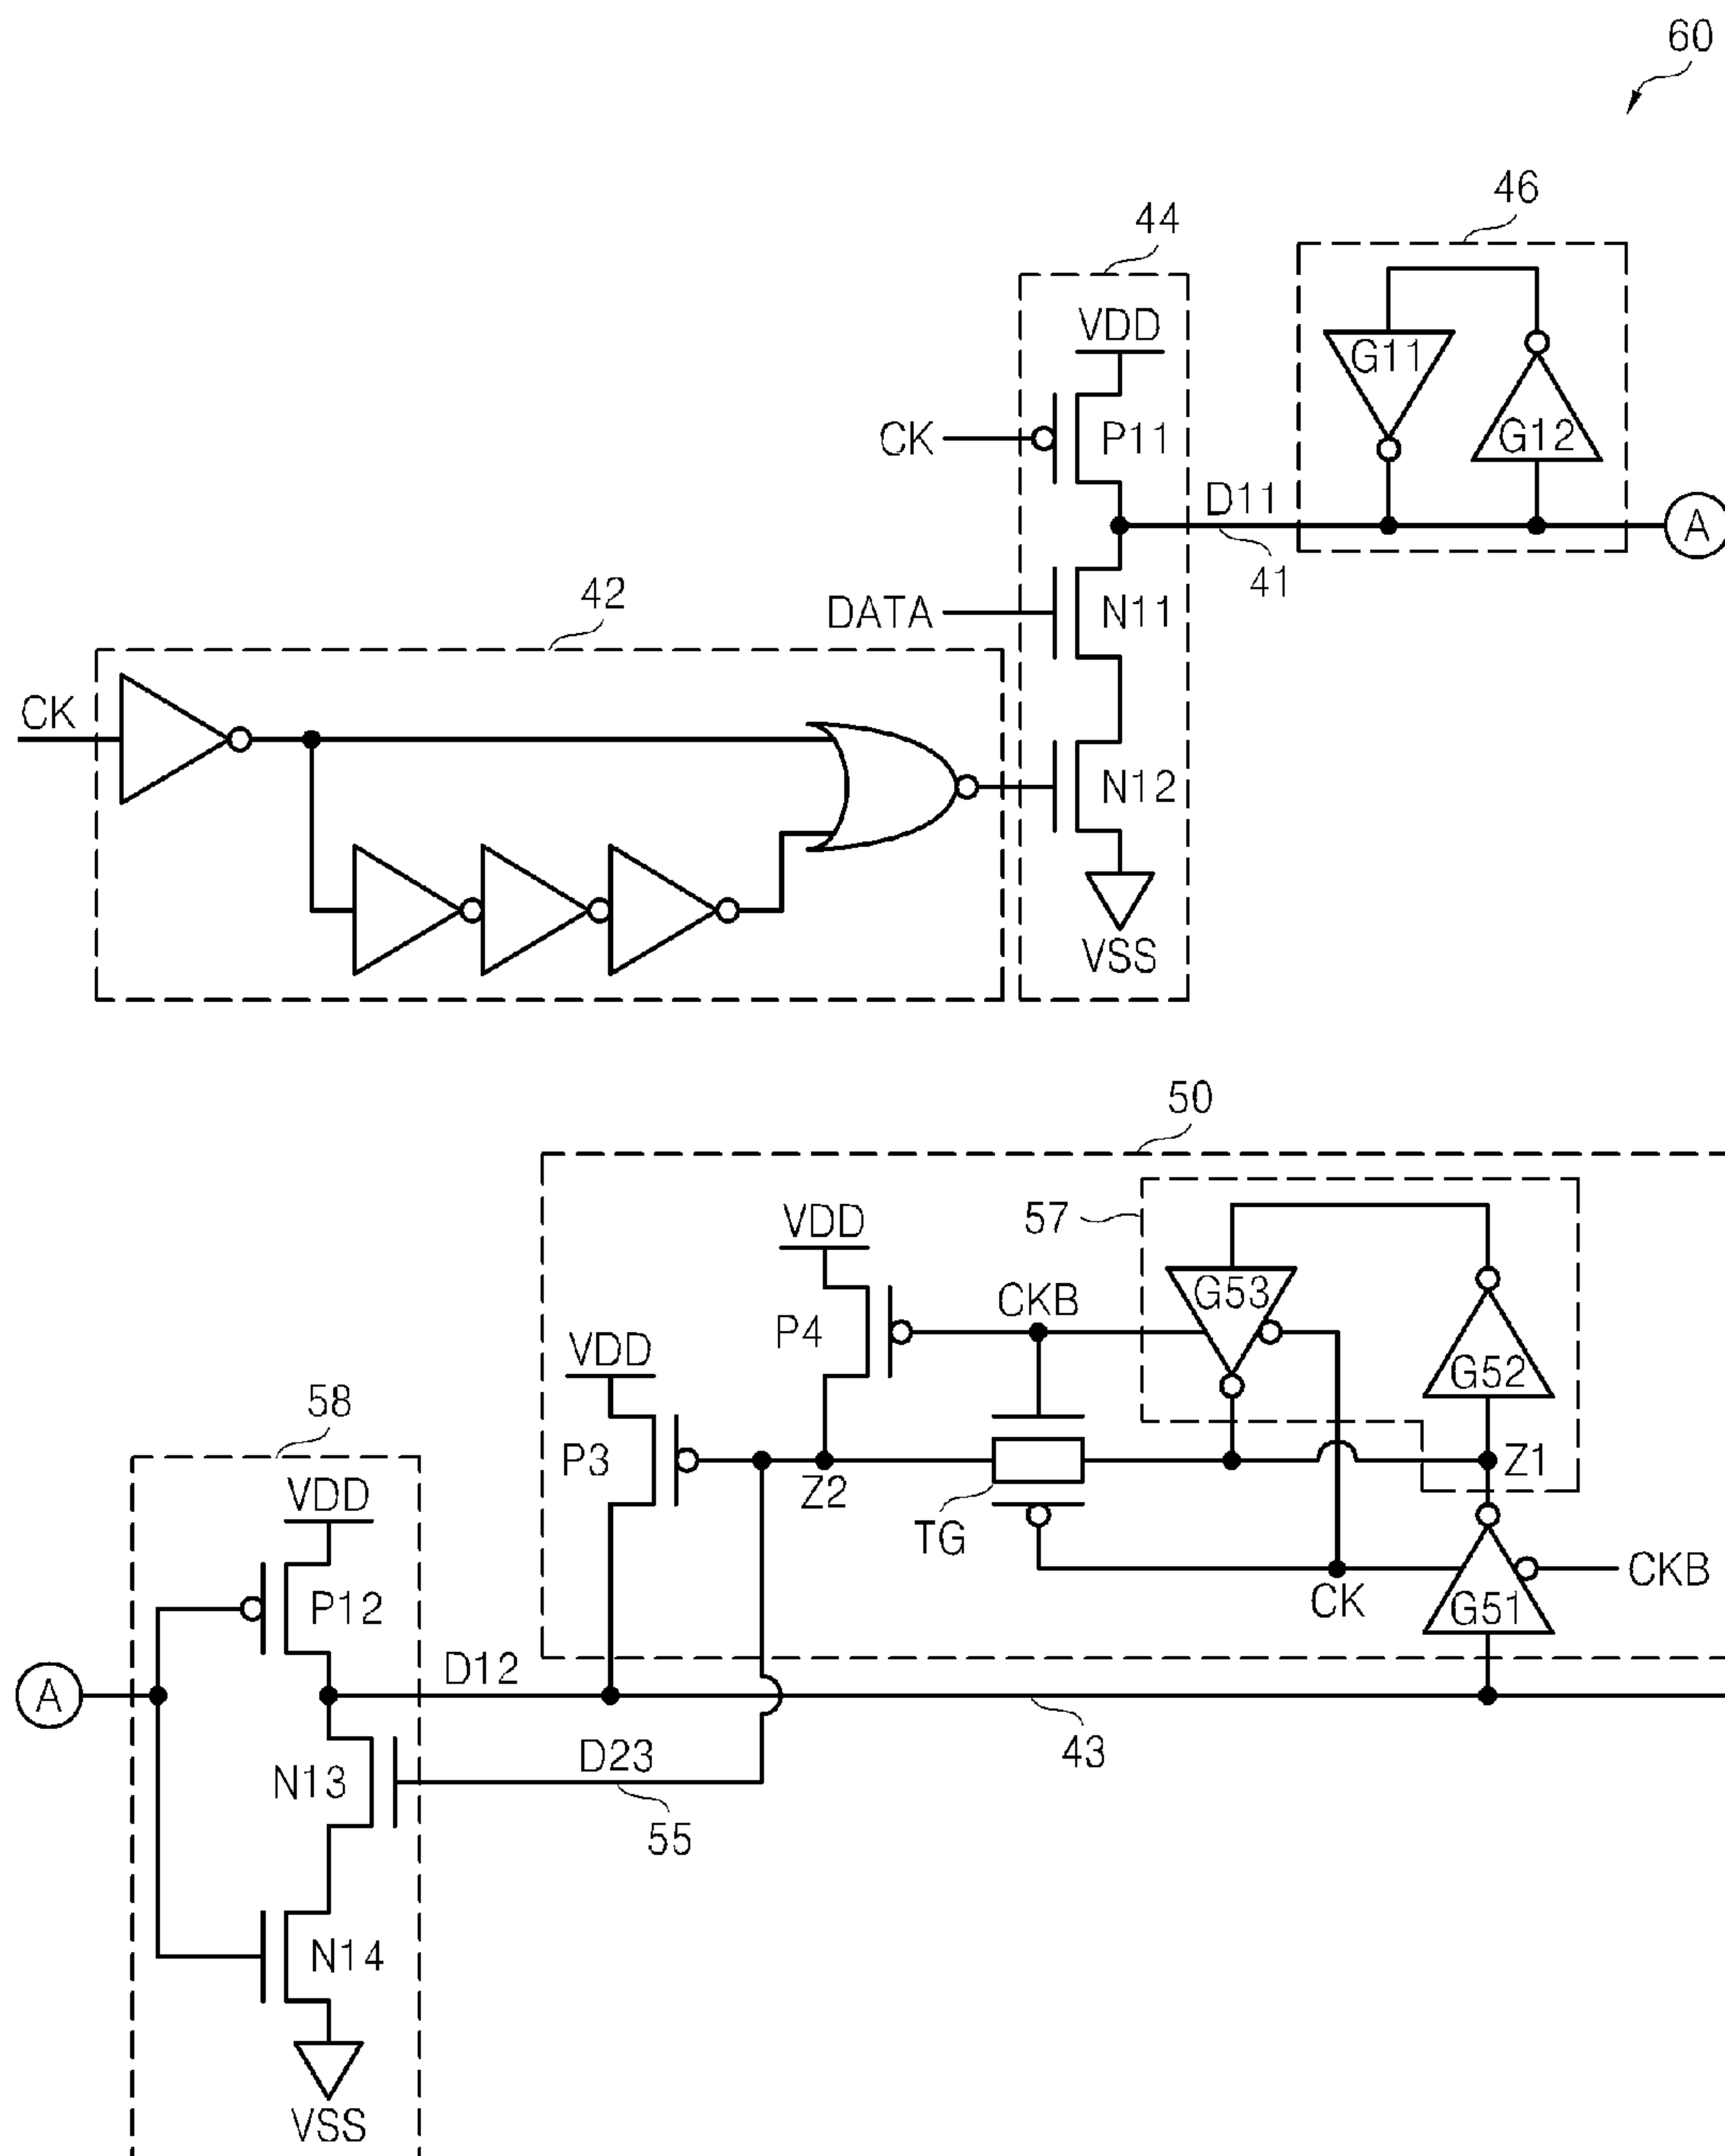 60
46
44
VDD
G11
G12
CK
P11
D11
A
41
42
DATA
N11
CK
N12
VSS
50
57
VDD
CKB
G53
P4
VDD
G52
58
P3
Z2
Z1
VDD
TG
CKB
CK
G51
P12
D12
A
43
D23
N13
55
N14
VSS